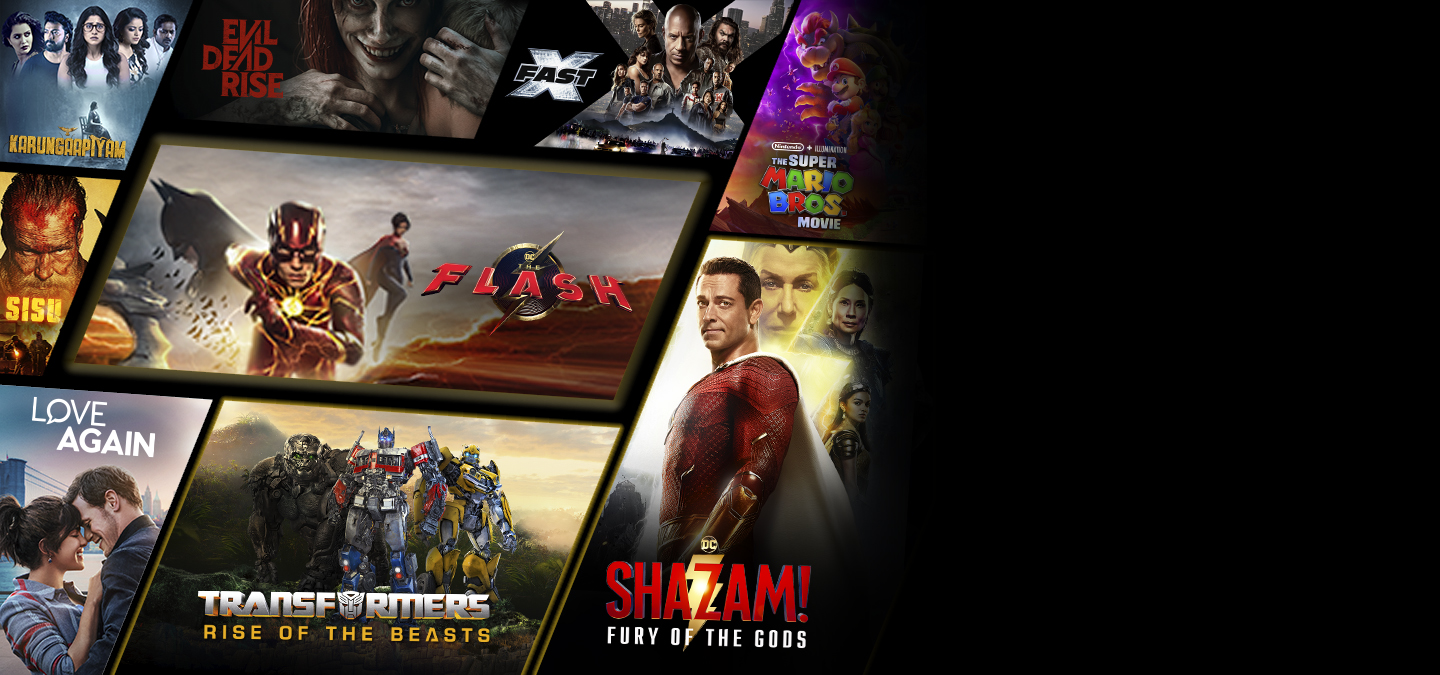 KARUNGAAPIYAM
EVIL
DEAD
RISE
FAST X
Nintendo + ILLUMINATION
THE SUPER
MARIO
BROS.
MOVIE
SISU
DC
THE
FLASH
LOVE
AGAIN
TRANSFORMERS
RISE OF THE BEASTS
DC
SHAZAM!
FURY OF THE GODS